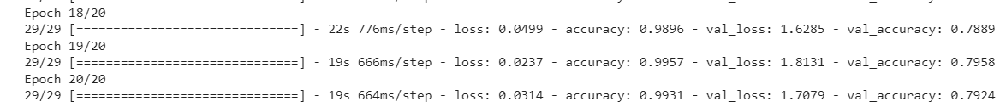 Epoch 18/20
29/29 [==============================] - 22s 776ms/step - loss: 0.0499 - accuracy: 0.9896 - val_loss: 1.6285 - val_accuracy: 0.7889
Epoch 19/20
29/29 [==============================] - 19s 666ms/step - loss: 0.0237 - accuracy: 0.9957 - val_loss: 1.8131 - val_accuracy: 0.7958
Epoch 20/20
29/29 [==============================] - 19s 664ms/step - loss: 0.0314 - accuracy: 0.9931 - val_loss: 1.7079 - val_accuracy: 0.7924